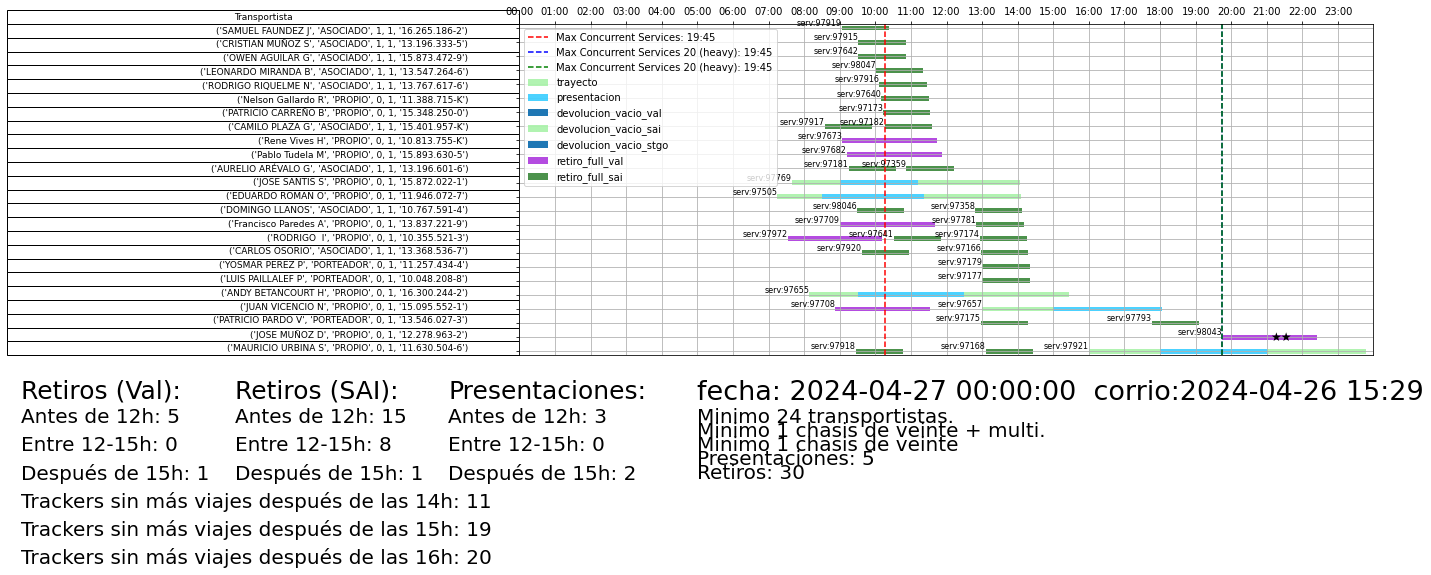 Transportista
00:00 01:00 02:00 03:00 04:00 05:00 06:00 07:00 08:00 09:00 10:00 11:00 12:00 13:00 14:00 15:00 16:00 17:00 18:00 19:00 20:00 21:00 22:00 23:00
('SAMUEL FAUNDEZ J', 'ASOCIADO', 1, 1, '16.265.186-2') serv:97919
('CRISTIAN MUÑOZ S', 'ASOCIADO', 1, 1, '13.196.333-5') serv:97915
('OWEN AGUILAR G', 'ASOCIADO', 1, 1, '15.873.472-9') serv:97642
('LEONARDO MIRANDA B', 'ASOCIADO', 1, 1, '13.547.264-6') serv:98047
('RODRIGO RIQUELME N', 'ASOCIADO', 1, 1, '13.767.617-6') serv:97916
('Nelson Gallardo R', 'PROPIO', 0, 1, '11.388.715-K') serv:97640
('PATRICIO CARREÑO B', 'PROPIO', 0, 1, '15.348.250-0') serv:97173
('CAMILO PLAZA G', 'ASOCIADO', 1, 1, '15.401.957-K') serv:97917 serv:97182
('Rene Vives H', 'PROPIO', 0, 1, '10.813.755-K') serv:97673
('Pablo Tudela M', 'PROPIO', 0, 1, '15.893.630-5') serv:97682
('AURELIO ARÉVALO G', 'ASOCIADO', 1, 1, '13.196.601-6') serv:97181 serv:97359
('JOSE SANTIS S', 'PROPIO', 0, 1, '15.872.022-1') serv:97769
('EDUARDO ROMAN O', 'PROPIO', 0, 1, '11.946.072-7') serv:97505
('DOMINGO LLANOS', 'ASOCIADO', 1, 1, '10.767.591-4') serv:98046 serv:97358
('Francisco Paredes A', 'PROPIO', 0, 1, '13.837.221-9') serv:97709 serv:97781
('RODRIGO  I', 'PROPIO', 0, 1, '10.355.521-3') serv:97972 serv:97641 serv:97174
('CARLOS OSORIO', 'ASOCIADO', 1, 1, '13.368.536-7') serv:97920 serv:97166
('YOSMAR PEREZ P', 'PORTEADOR', 0, 1, '11.257.434-4') serv:97179
('LUIS PAILLALEF P', 'PORTEADOR', 0, 1, '10.048.208-8') serv:97177
('ANDY BETANCOURT H', 'PROPIO', 0, 1, '16.300.244-2') serv:97655
('JUAN VICENCIO N', 'PROPIO', 0, 1, '15.095.552-1') serv:97708 serv:97657
('PATRICIO PARDO V', 'PORTEADOR', 0, 1, '13.546.027-3') serv:97175 serv:97793
('JOSE MUÑOZ D', 'PROPIO', 0, 1, '12.278.963-2') serv:98043
('MAURICIO URBINA S', 'PROPIO', 0, 1, '11.630.504-6') serv:97918 serv:97168 serv:97921
Max Concurrent Services: 19:45
Max Concurrent Services 20 (heavy): 19:45
Max Concurrent Services 20 (heavy): 19:45
trayecto
presentacion
devolucion_vacio_val
devolucion_vacio_sai
devolucion_vacio_stgo
retiro_full_val
retiro_full_sai
Retiros (Val):
Antes de 12h: 5
Entre 12-15h: 0
Después de 15h: 1
Retiros (SAI):
Antes de 12h: 15
Entre 12-15h: 8
Después de 15h: 1
Presentaciones:
Antes de 12h: 3
Entre 12-15h: 0
Después de 15h: 2
Trackers sin más viajes después de las 14h: 11
Trackers sin más viajes después de las 15h: 19
Trackers sin más viajes después de las 16h: 20
fecha: 2024-04-27 00:00:00  corrio:2024-04-26 15:29
Minimo 24 transportistas.
Minimo 1 chasis de veinte + multi.
Minimo 1 chasis de veinte
Presentaciones: 5
Retiros: 30